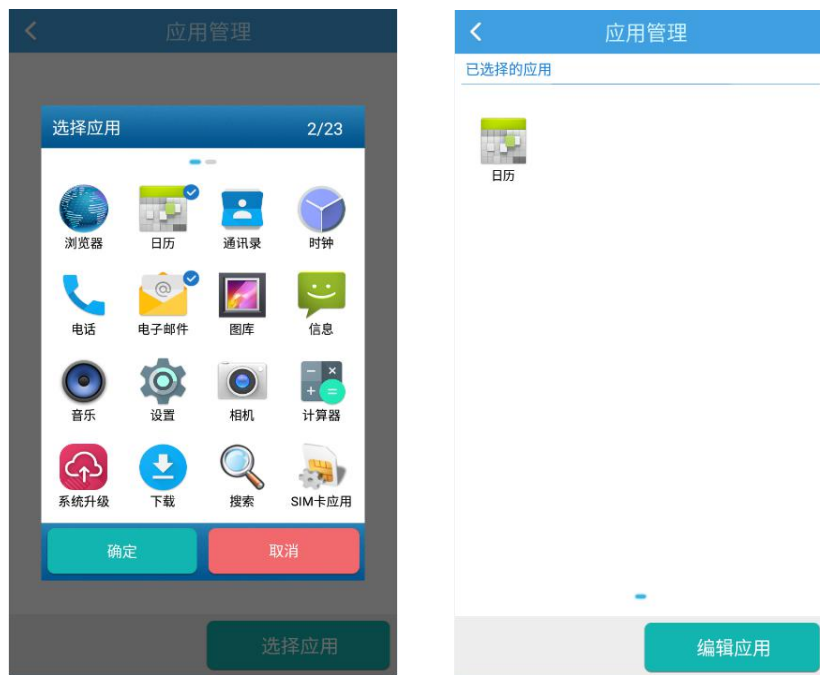 应用管理
选择应用 2/23
浏览器 日历 通讯录 时钟
电话 电子邮件 图库 信息
音乐 设置 相机 计算器
系统升级 下载 搜索 SIM卡应用
确定 取消
选择应用
应用管理
已选择的应用
日历
编辑应用